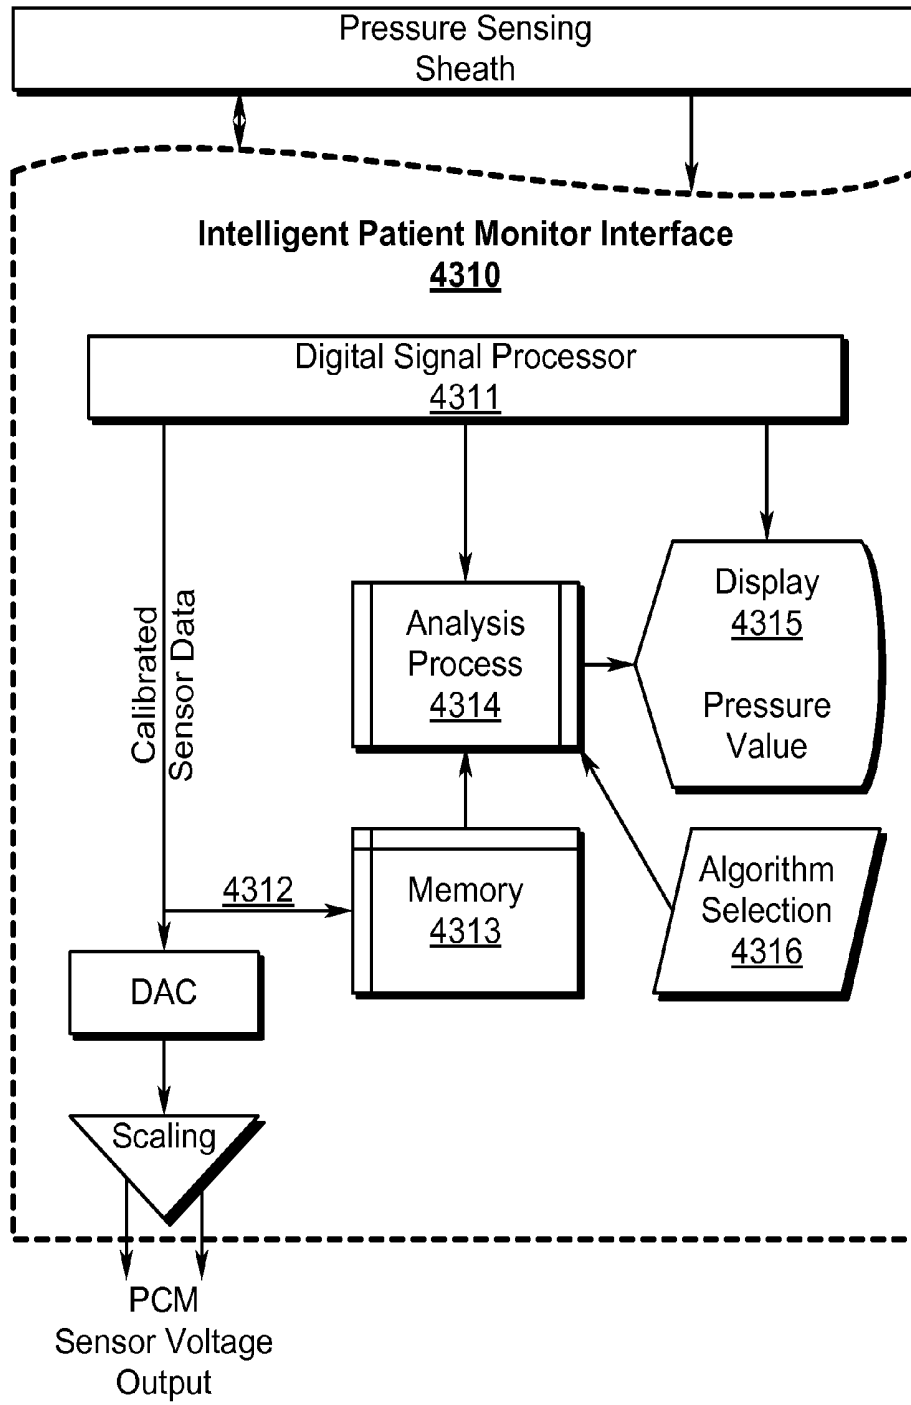 Pressure Sensing
Sheath
Intelligent Patient Monitor Interface
4310
Digital Signal Processor
4311
Calibrated
Sensor Data
Analysis
Process
4314
Display
4315
Pressure
Value
4312
Memory
4313
Algorithm
Selection
4316
DAC
Scaling
PCM
Sensor Voltage
Output